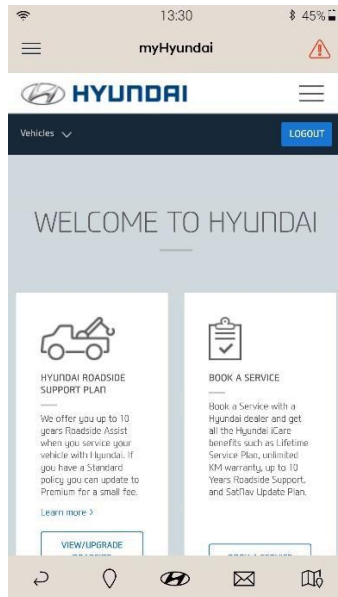 13:30
45%
myHyundai
HYUNDAI
Vehicles
LOGOUT
WELCOME TO HYUNDAI
HYUNDAI ROADSIDE
SUPPORT PLAN
We offer you up to 10
years Roadside Assist
when you service your
vehicle with Hyundai. If
you have a Standard
policy you can update to
Premium for a small fee.
Learn more >
VIEW/UPGRADE
BOOK A SERVICE
Book a Service with a
Hyundai dealer and get
all the Hyundai iCare
benefits such as Lifetime
Service Plan, unlimited
KM warranty, up to 10
Years Roadside Support,
and SatNav Update Plan.